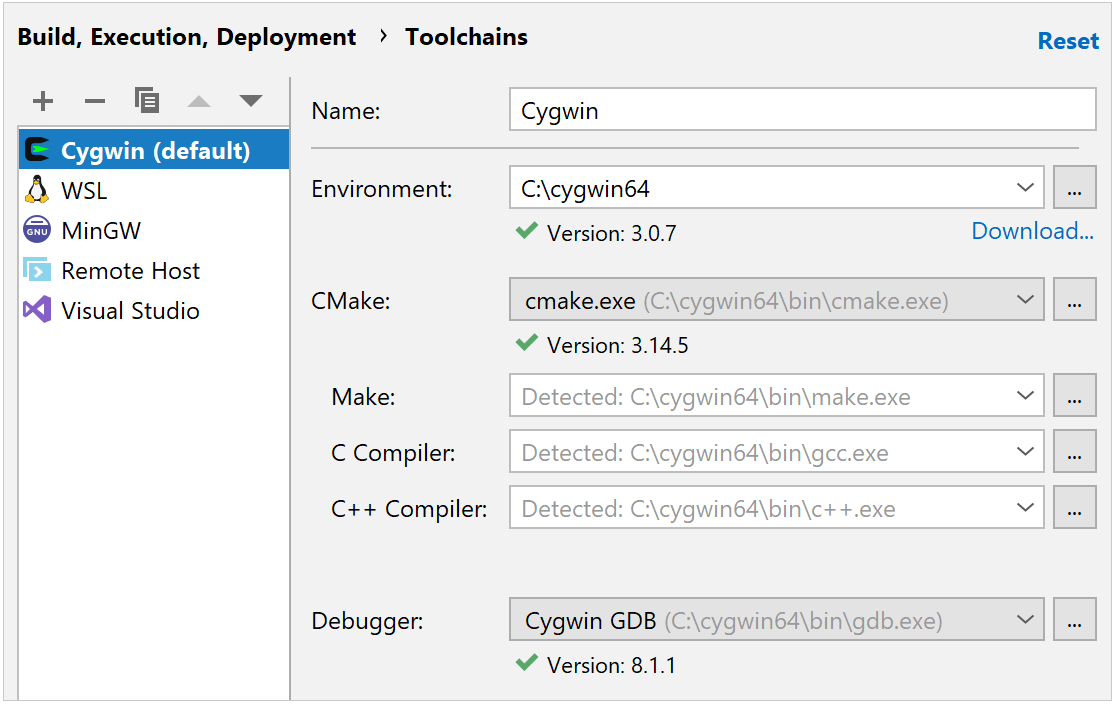 Build, Execution, Deployment › Toolchains
Reset
Cygwin (default)
WSL
GNU
MinGW
Remote Host
Visual Studio
Name: Cygwin
Environment: C:\cygwin64 ...
Version: 3.0.7 Download...
CMake: cmake.exe (C:\cygwin64\bin\cmake.exe) ...
Version: 3.14.5
Make: Detected: C:\cygwin64\bin\make.exe ...
C Compiler: Detected: C:\cygwin64\bin\gcc.exe ...
C++ Compiler: Detected: C:\cygwin64\bin\c++.exe ...
Debugger: Cygwin GDB (C:\cygwin64\bin\gdb.exe) ...
Version: 8.1.1